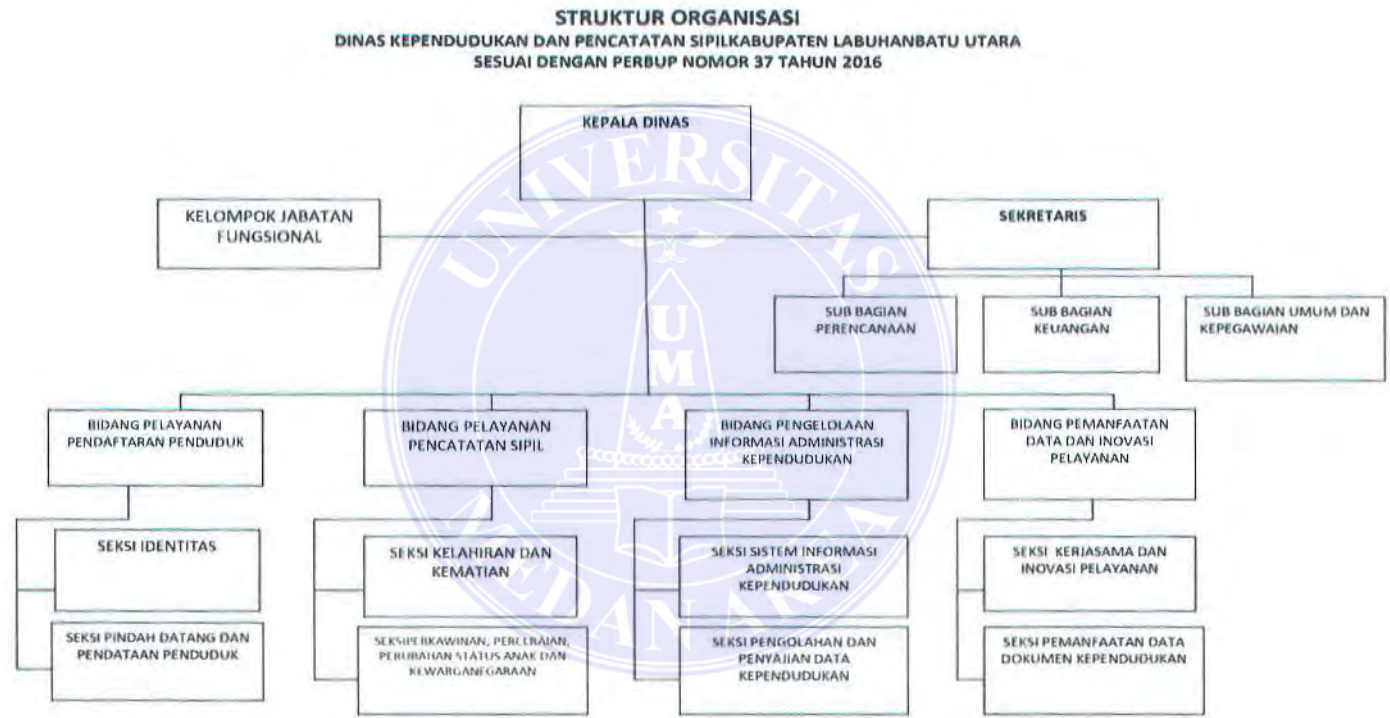 STRUKTUR ORGANISASI
DINAS KEPENDUDUKAN DAN PENCATATAN SIPILKABUPATEN LABUHANBATU UTARA
SESUAI DENGAN PERBUP NOMOR 37 TAHUN 2016
KEPALA DINAS
KELOMPOK JABATAN
FUNGSIONAL
SEKRETARIS
SUB BAGIAN
PERENCANAAN
SUB BAGIAN
KEUANGAN
SUB BAGIAN UMUM DAN
KEPEGAWAIAN
BIDANG PELAYANAN
PENDAFTARAN PENDUDUK
BIDANG PELAYANAN
PENCATATAN SIPIL
BIDANG PENGELOLAAN
INFORMASI ADMINISTRASI
KEPENDUDUKAN
BIDANG PEMANFAATAN
DATA DAN INOVASI
PELAYANAN
SEKSI IDENTITAS
SEKSI KELAHIRAN DAN
KEMATIAN
SEKSI SISTEM INFORMASI
ADMINISTRASI
KEPENDUDUKAN
SEKSI KERJASAMA DAN
INOVASI PELAYANAN
SEKSI PINDAH DATANG DAN
PENDATAAN PENDUDUK
SEKSIPERKAWINAN, PERCERAIAN,
PERUBAHAN STATUS ANAK DAN
KEWARGANEGARAAN
SEKSI PENGOLAHAN DAN
PENYAJIAN DATA
KEPENDUDUKAN
SEKSI PEMANFAATAN DATA
DOKUMEN KEPENDUDUKAN
UNIVERSITAS
UMA
MEDAN AREA